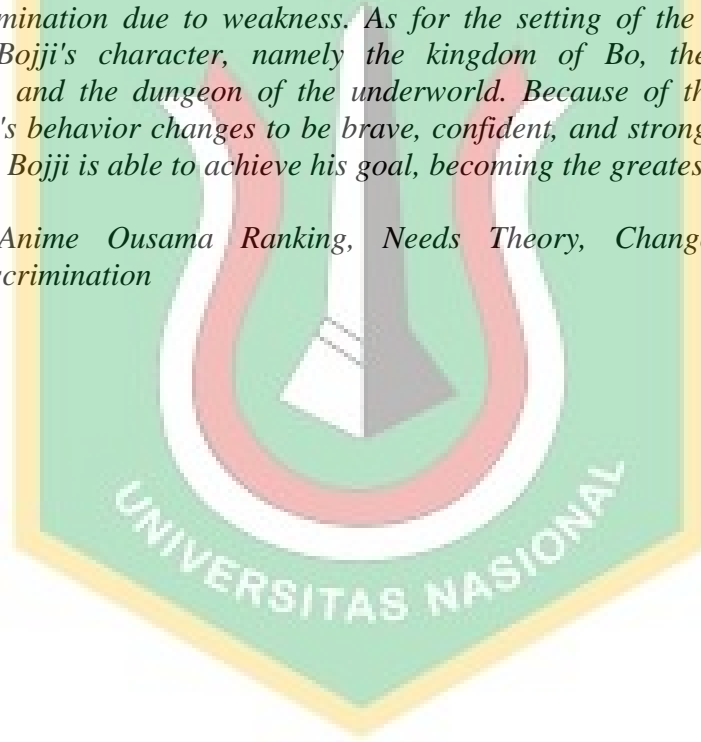 mination due to weakness. As for the setting of the
Bojji's character, namely the kingdom of Bo, the
and the dungeon of the underworld. Because of th
's behavior changes to be brave, confident, and strong
Bojji is able to achieve his goal, becoming the greates
Anime Ousama Ranking, Needs Theory, Chang
crimination
UNIVERSITAS NASIONAL